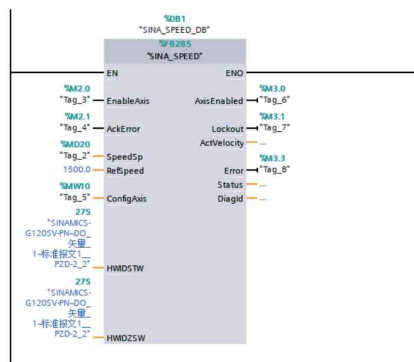 %DB1
"SINA_SPEED_DB"
%FB285
"SINA_SPEED"
EN ENO
%M2.0
"Tag_3" EnableAxis
%M3.0
AxisEnabled "Tag_6"
%M2.1
"Tag_4" AckError
%M3.1
Lockout "Tag_7"
ActVelocity ...
%MD20
"Tag_2" SpeedSp
%M3.3
Error "Tag_8"
1500.0 RefSpeed
Status ...
%MW10
"Tag_5" ConfigAxis
DiagId ...
275
"SINAMICS-
G120SV-PN~DO_
矢量_
1~标准报文1__
PZD-2_2" HWIDSTW
275
"SINAMICS-
G120SV-PN~DO_
矢量_
1~标准报文1__
PZD-2_2" HWIDZSW